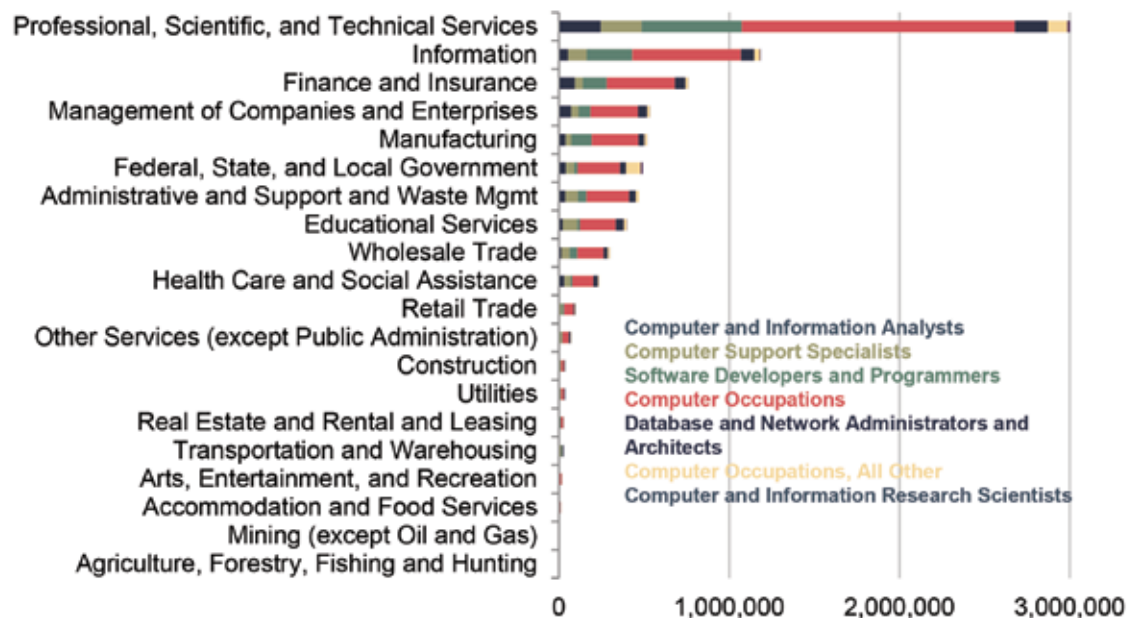 Professional, Scientific, and Technical Services
Information
Finance and Insurance
Management of Companies and Enterprises
Manufacturing
Federal, State, and Local Government
Administrative and Support and Waste Mgmt
Educational Services
Wholesale Trade
Health Care and Social Assistance
Retail Trade
Other Services (except Public Administration)
Construction
Utilities
Real Estate and Rental and Leasing
Transportation and Warehousing
Arts, Entertainment, and Recreation
Accommodation and Food Services
Mining (except Oil and Gas)
Agriculture, Forestry, Fishing and Hunting
Computer and Information Analysts
Computer Support Specialists
Software Developers and Programmers
Computer Occupations
Database and Network Administrators and
Architects
Computer Occupations, All Other
Computer and Information Research Scientists
0 1,000,000 2,000,000 3,000,000